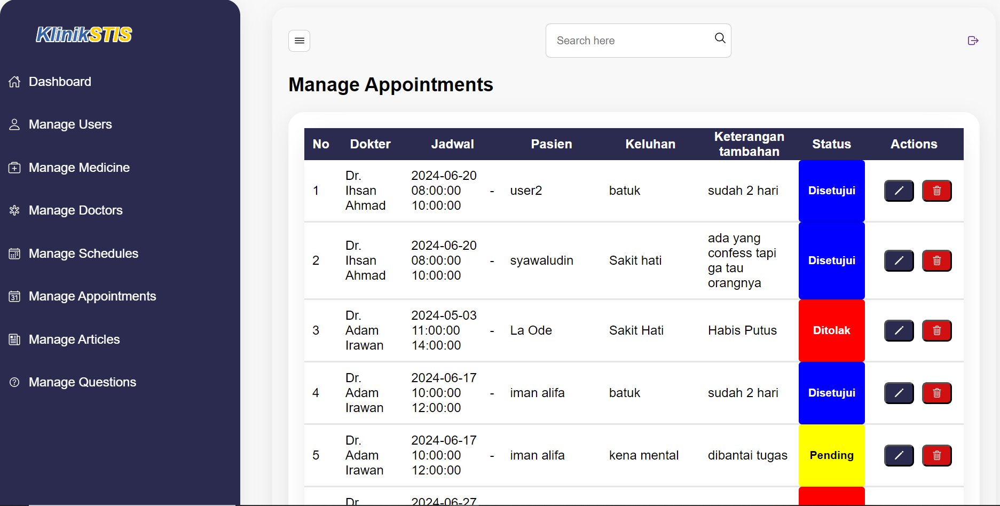 KlinikSTIS
Dashboard
Manage Users
Manage Medicine
Manage Doctors
Manage Schedules
31
Manage Appointments
Manage Articles
Manage Questions
Search here
Manage Appointments
No Dokter Jadwal Pasien Keluhan Keterangan
tambahan Status Actions
1 Dr.
Ihsan
Ahmad
2024-06-20
08:00:00 -
10:00:00
user2
batuk
sudah 2 hari
Disetujui
2 Dr.
Ihsan
Ahmad
2024-06-20
08:00:00 -
10:00:00
syawaludin
Sakit hati
ada yang
confess tapi
ga tau
orangnya
Disetujui
3 Dr.
Adam
Irawan
2024-05-03
11:00:00 -
14:00:00
La Ode
Sakit Hati
Habis Putus
Ditolak
4 Dr.
Adam
Irawan
2024-06-17
10:00:00 -
12:00:00
iman alifa
batuk
sudah 2 hari
Disetujui
5 Dr.
Adam
Irawan
2024-06-17
10:00:00 -
12:00:00
iman alifa
kena mental
dibantai tugas
Pending
Dr.
2024-06-27